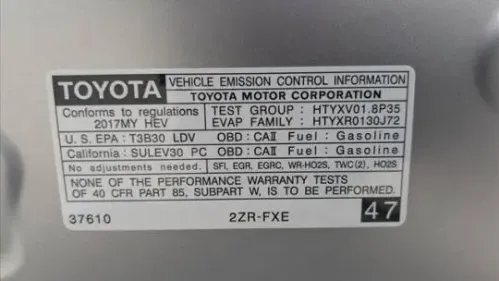 TOYOTA VEHICLE EMISSION CONTROL INFORMATION
TOYOTA MOTOR CORPORATION
Conforms to regulations
2017MY HEV
TEST GROUP : HTYXV01.8P35
EVAP FAMILY : HTYXR0130J72
U.S. EPA : T3B30 LDV OBD: CAII Fuel : Gasoline
California : SULEV30 PC OBD: CAII Fuel : Gasoline
No adjustments needed. SFI, EGR, EGRC, WR-HO2S, TWC(2), HO2S
NONE OF THE PERFORMANCE WARRANTY TESTS
OF 40 CFR PART 85, SUBPART W, IS TO BE PERFORMED.
37610 2ZR-FXE 47